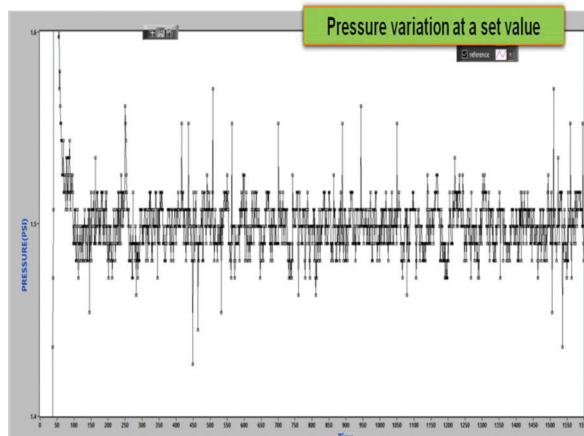 Pressure variation at a set value
reference
1.6
1.5
1.4
PRESSURE(PSI)
0 50 100 150 200 250 300 350 400 450 500 550 600 650 700 750 800 850 900 950 1000 1050 1100 1150 1200 1250 1300 1350 1400 1450 1500 1550
Time